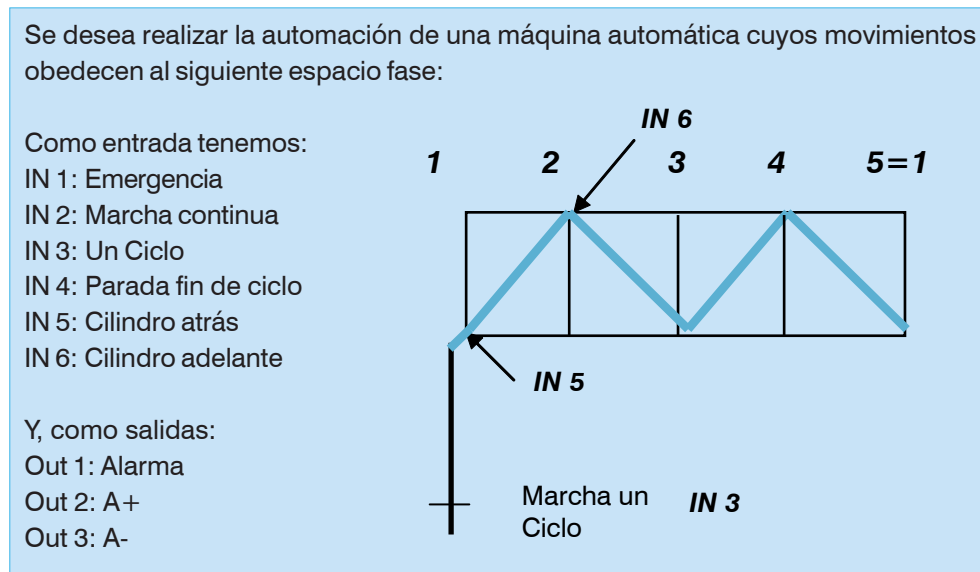 Se desea realizar la automación de una máquina automática cuyos movimientos
obedecen al siguiente espacio fase:
Como entrada tenemos:
IN 1: Emergencia
IN 2: Marcha continua
IN 3: Un Ciclo
IN 4: Parada fin de ciclo
IN 5: Cilindro atrás
IN 6: Cilindro adelante
Y, como salidas:
Out 1: Alarma
Out 2: A+
Out 3: A-
IN 6
1 2 3 4 5=1
IN 5
Marcha un IN 3
Ciclo